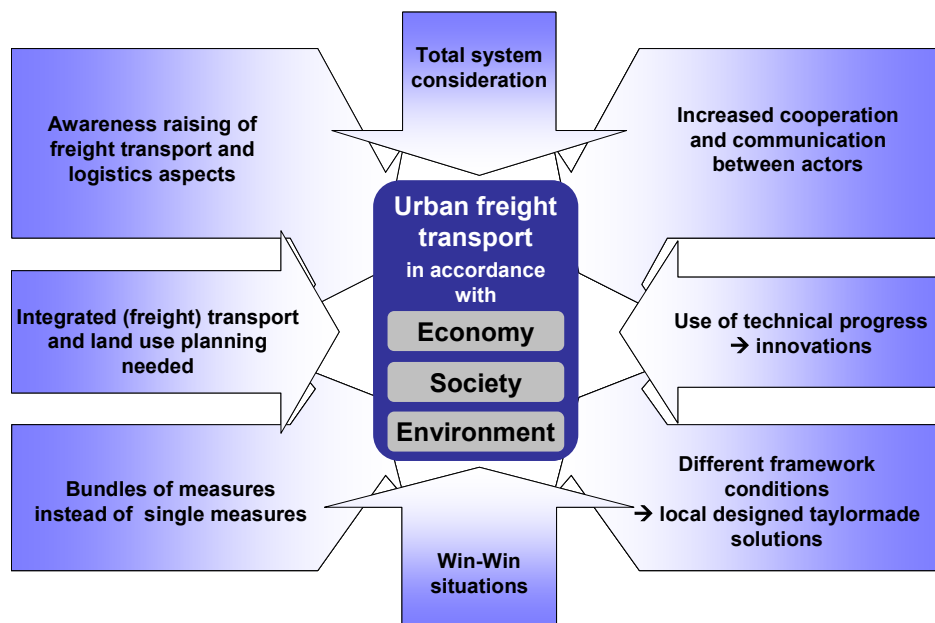 Total system
consideration
Awareness raising of
freight transport and
logistics aspects
Increased cooperation
and communication
between actors
Urban freight
transport
in accordance
with
Economy
Society
Environment
Integrated (freight) transport
and land use planning
needed
Use of technical progress
→ innovations
Bundles of measures
instead of single measures
Different framework
conditions
→ local designed taylormade
solutions
Win-Win
situations